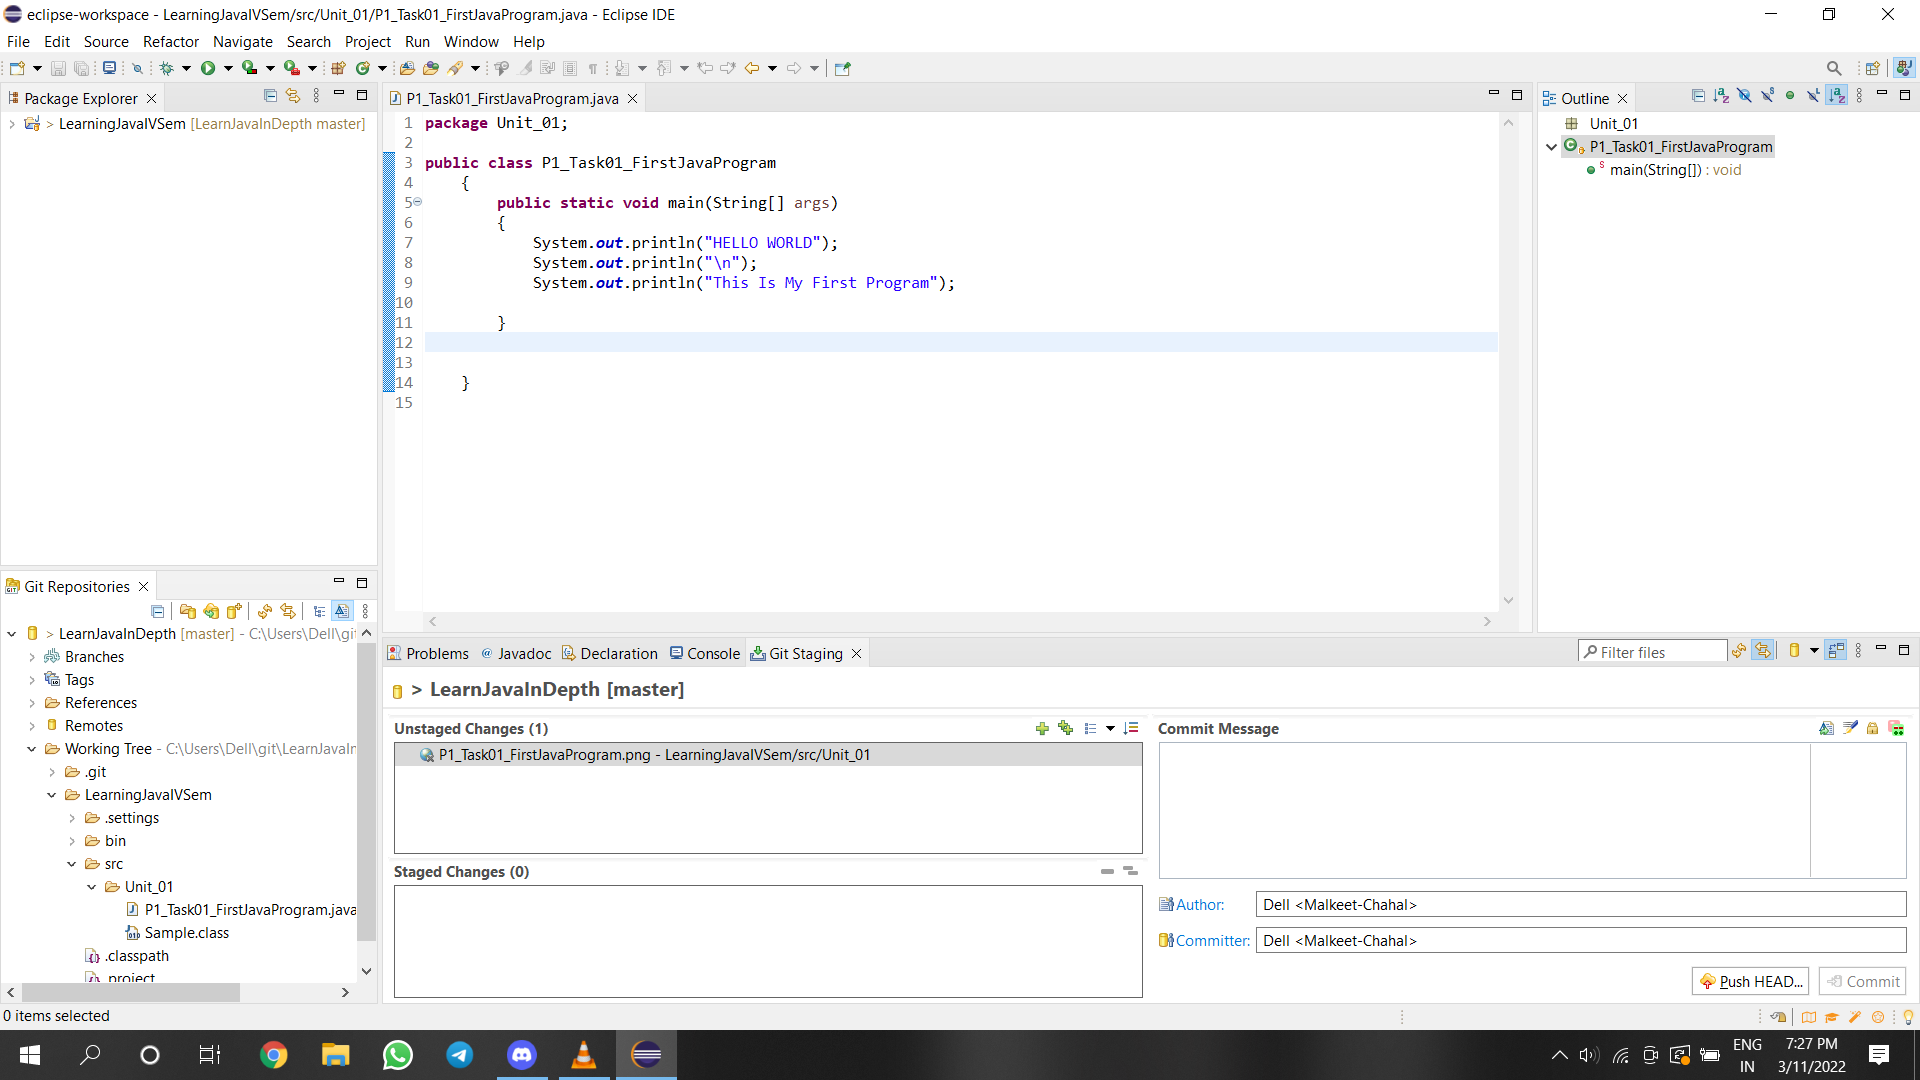 eclipse-workspace - LearningJavaIVSem/src/Unit_01/P1_Task01_FirstJavaProgram.java - Eclipse IDE
File Edit Source Refactor Navigate Search Project Run Window Help
Package Explorer
> LearningJavaIVSem [LearnJavaInDepth master]
P1_Task01_FirstJavaProgram.java
1 package Unit_01;
2
3 public class P1_Task01_FirstJavaProgram
4 {
5 public static void main(String[] args)
6 {
7 System.out.println("HELLO WORLD");
8 System.out.println("\n");
9 System.out.println("This Is My First Program");
10
11 }
12
13
14 }
15
Outline
Unit_01
P1_Task01_FirstJavaProgram
main(String[]) : void
Git Repositories
> LearnJavaInDepth [master] - C:\Users\Dell\git
Branches
Tags
References
Remotes
Working Tree - C:\Users\Dell\git\LearnJavaIn
.git
LearningJavaIVSem
.settings
bin
src
Unit_01
P1_Task01_FirstJavaProgram.java
Sample.class
.classpath
.project
Problems Javadoc Declaration Console Git Staging
Filter files
> LearnJavaInDepth [master]
Unstaged Changes (1)
P1_Task01_FirstJavaProgram.png - LearningJavaIVSem/src/Unit_01
Staged Changes (0)
Commit Message
Author: Dell <Malkeet-Chahal>
Committer: Dell <Malkeet-Chahal>
Push HEAD... Commit
0 items selected
ENG
IN
7:27 PM
3/11/2022